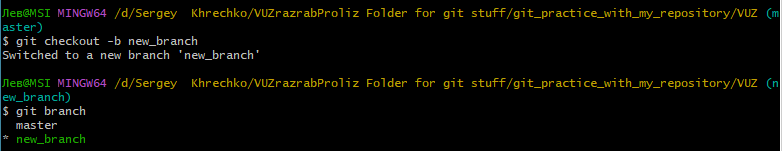 Лев@MSI MINGW64 /d/Sergey  Khrechko/VUZrazrabProliz Folder for git stuff/git_practice_with_my_repository/VUZ (m
aster)
$ git checkout -b new_branch
Switched to a new branch 'new_branch'
Лев@MSI MINGW64 /d/Sergey  Khrechko/VUZrazrabProliz Folder for git stuff/git_practice_with_my_repository/VUZ (n
ew_branch)
$ git branch
  master
* new_branch